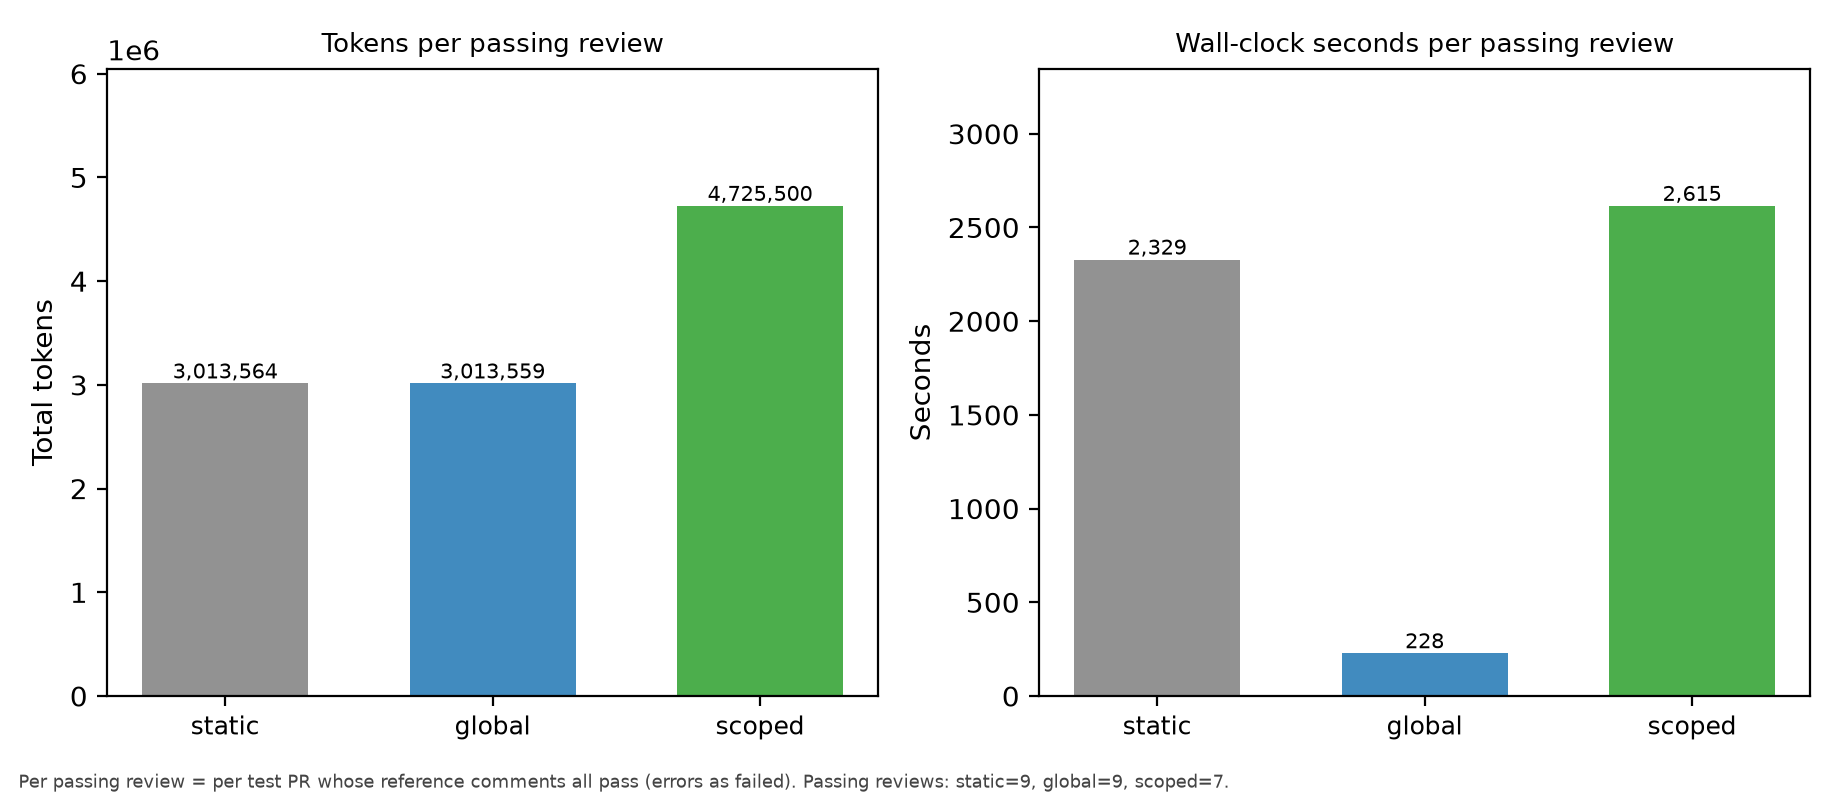 Tokens per passing review
1e6
6
5
4
3
2
1
0
Total tokens
3,013,564
3,013,559
4,725,500
static
global
scoped
Wall-clock seconds per passing review
3000
2500
2000
1500
1000
500
0
Seconds
2,329
228
2,615
static
global
scoped
Per passing review = per test PR whose reference comments all pass (errors as failed). Passing reviews: static=9, global=9, scoped=7.